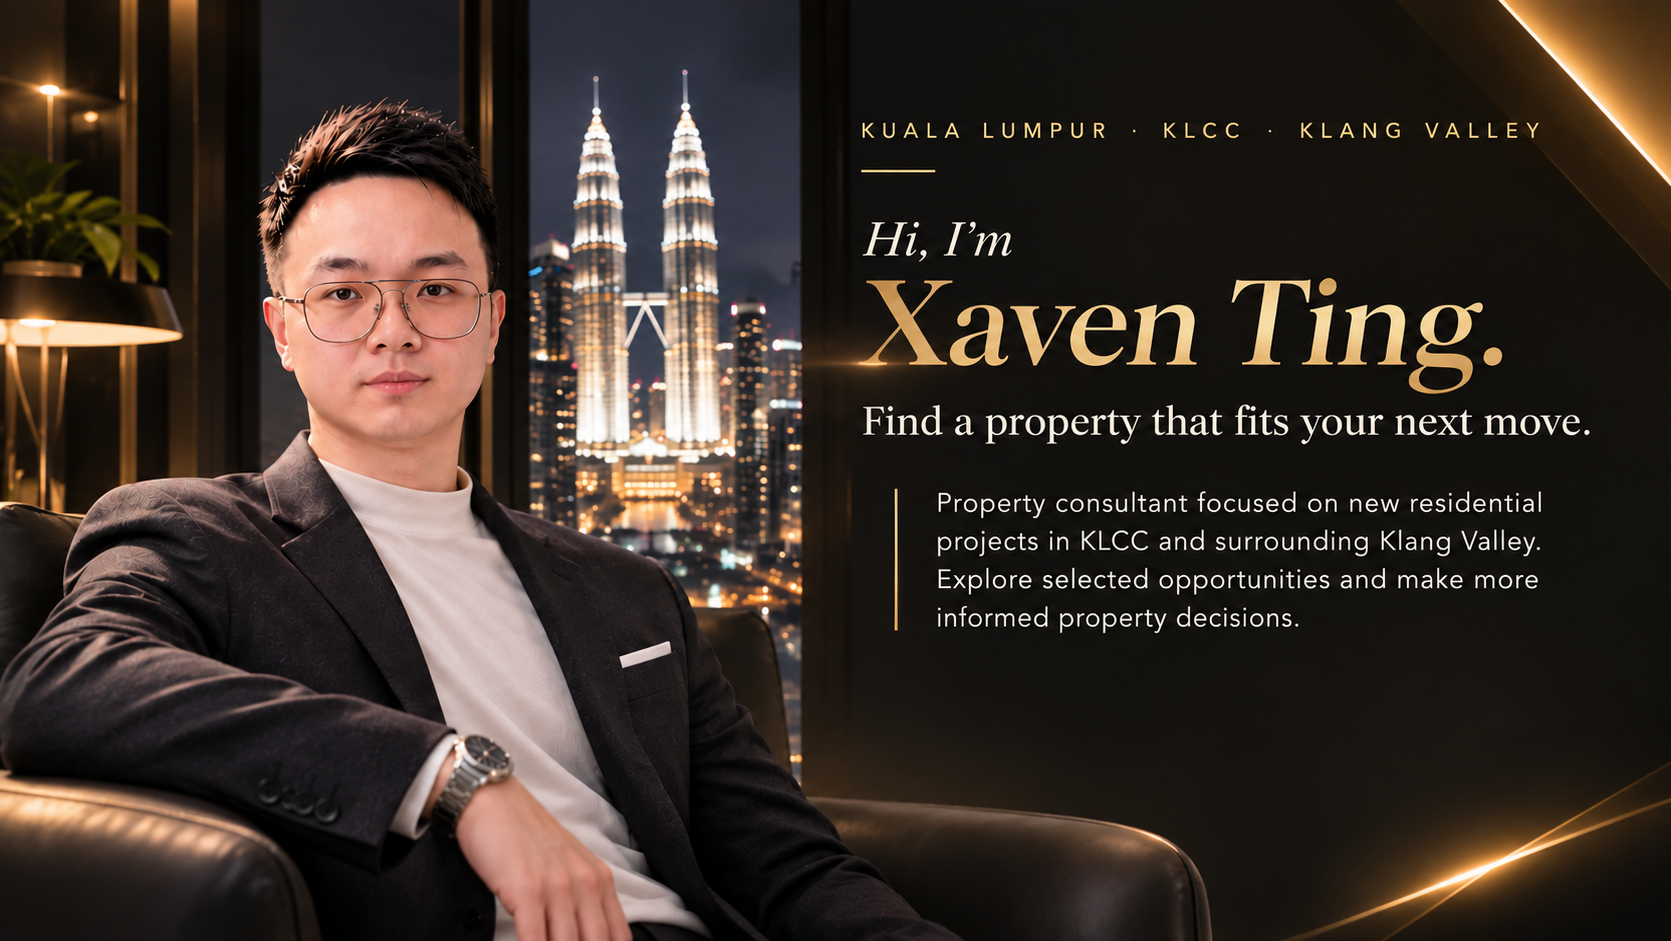 KUALA LUMPUR · KLCC · KLANG VALLEY
Hi, I’m
Xaven Ting.
Find a property that fits your next move.
Property consultant focused on new residential
projects in KLCC and surrounding Klang Valley.
Explore selected opportunities and make more
informed property decisions.